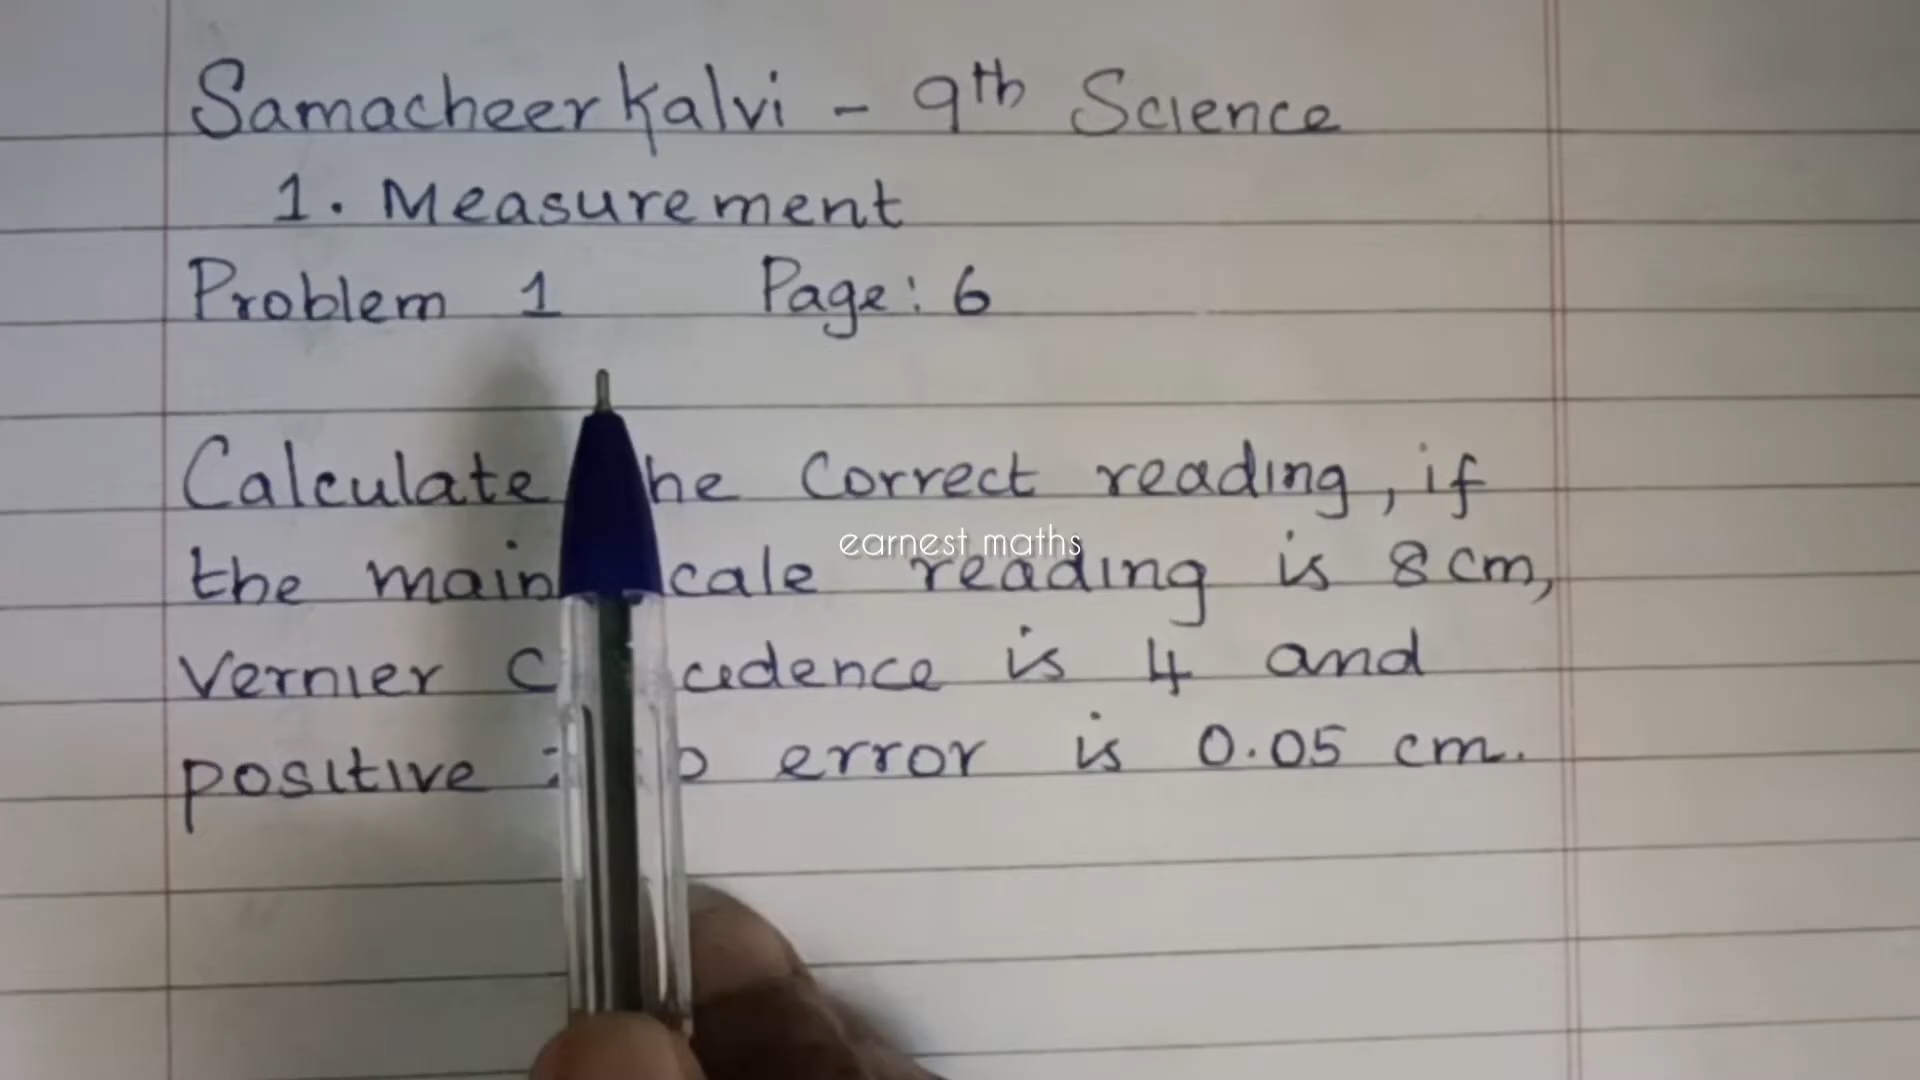 Samacheer Kalvi - 9th Science
1. Measurement
Problem 1 Page: 6
Calculate he correct reading, if
the main cale reading is 8 cm,
earnest maths
Vernier is 4 and
positive error is 0.05 cm.